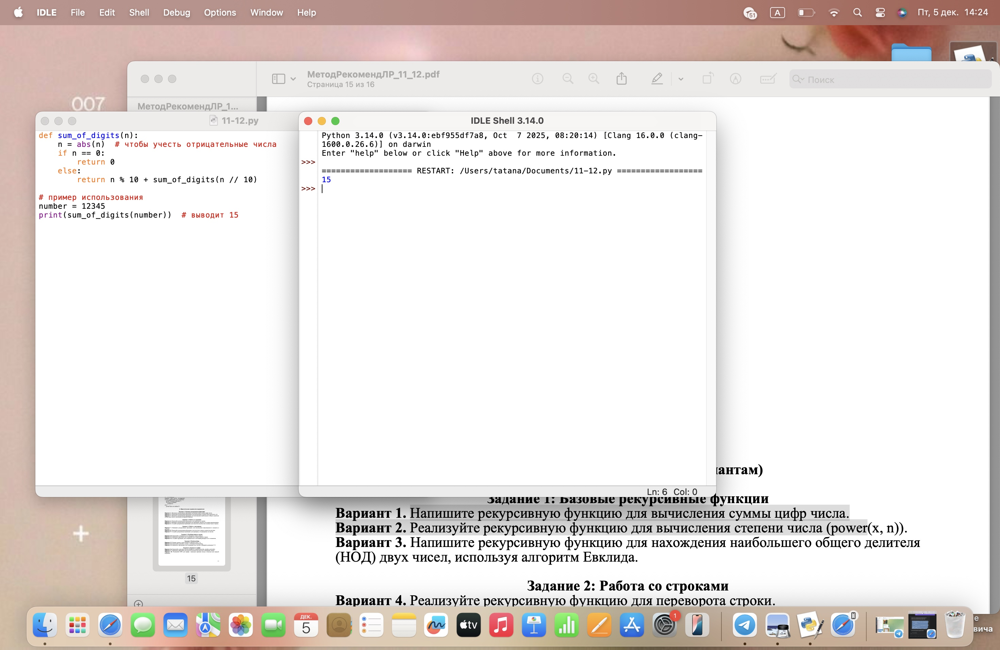 IDLE File Edit Shell Debug Options Window Help
51 A Пт, 5 дек. 14:24
МетодРекомендЛР_11_12.pdf
Страница 15 из 16
Поиск
007
МетодРекомендЛР_1...
11-12.py
def sum_of_digits(n):
    n = abs(n)  # чтобы учесть отрицательные числа
    if n == 0:
        return 0
    else:
        return n % 10 + sum_of_digits(n // 10)
# пример использования
number = 12345
print(sum_of_digits(number))  # выводит 15
IDLE Shell 3.14.0
Python 3.14.0 (v3.14.0:ebf955df7a8, Oct  7 2025, 08:20:14) [Clang 16.0.0 (clang-
1600.0.26.6)] on darwin
Enter "help" below or click "Help" above for more information.
>>>
=================== RESTART: /Users/tatana/Documents/11-12.py ==================
15
>>>
Ln: 6 Col: 0
антам)
Задание 1: Базовые рекурсивные функции
Вариант 1. Напишите рекурсивную функцию для вычисления суммы цифр числа.
Вариант 2. Реализуйте рекурсивную функцию для вычисления степени числа (power(x, n)).
Вариант 3. Напишите рекурсивную функцию для нахождения наибольшего общего делителя
(НОД) двух чисел, используя алгоритм Евклида.
Задание 2: Работа со строками
Вариант 4. Реализуйте рекурсивную функцию для переворота строки.
15
ДЕК.
5
tv
1
е
вича